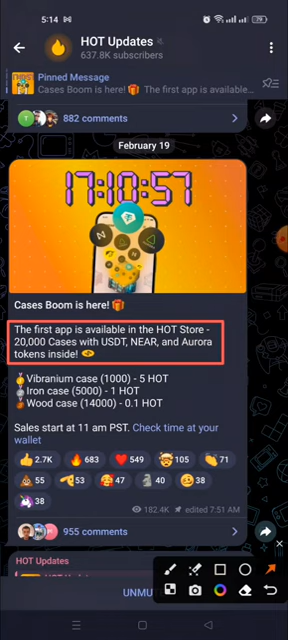 5:14
79
HOT Updates
637.8K subscribers
Pinned Message
Cases Boom is here! 🎁 The first app is available...
882 comments
February 19
17:10:57
Cases Boom is here! 🎁
The first app is available in the HOT Store -
20,000 Cases with USDT, NEAR, and Aurora
tokens inside!
🥇Vibranium case (1000) - 5 HOT
🥈Iron case (5000) - 1 HOT
🥉Wood case (14000) - 0.1 HOT
Sales start at 11 am PST. Check time at your
wallet
👍 2.7K 🔥 683 ❤️ 549 🤯 105 👏 71
💩 55 🫡 53 🥰 47 🗿 40 😢 38
🦄 38
182.4K edited 7:51 AM
955 comments
HOT Updates
UNMU